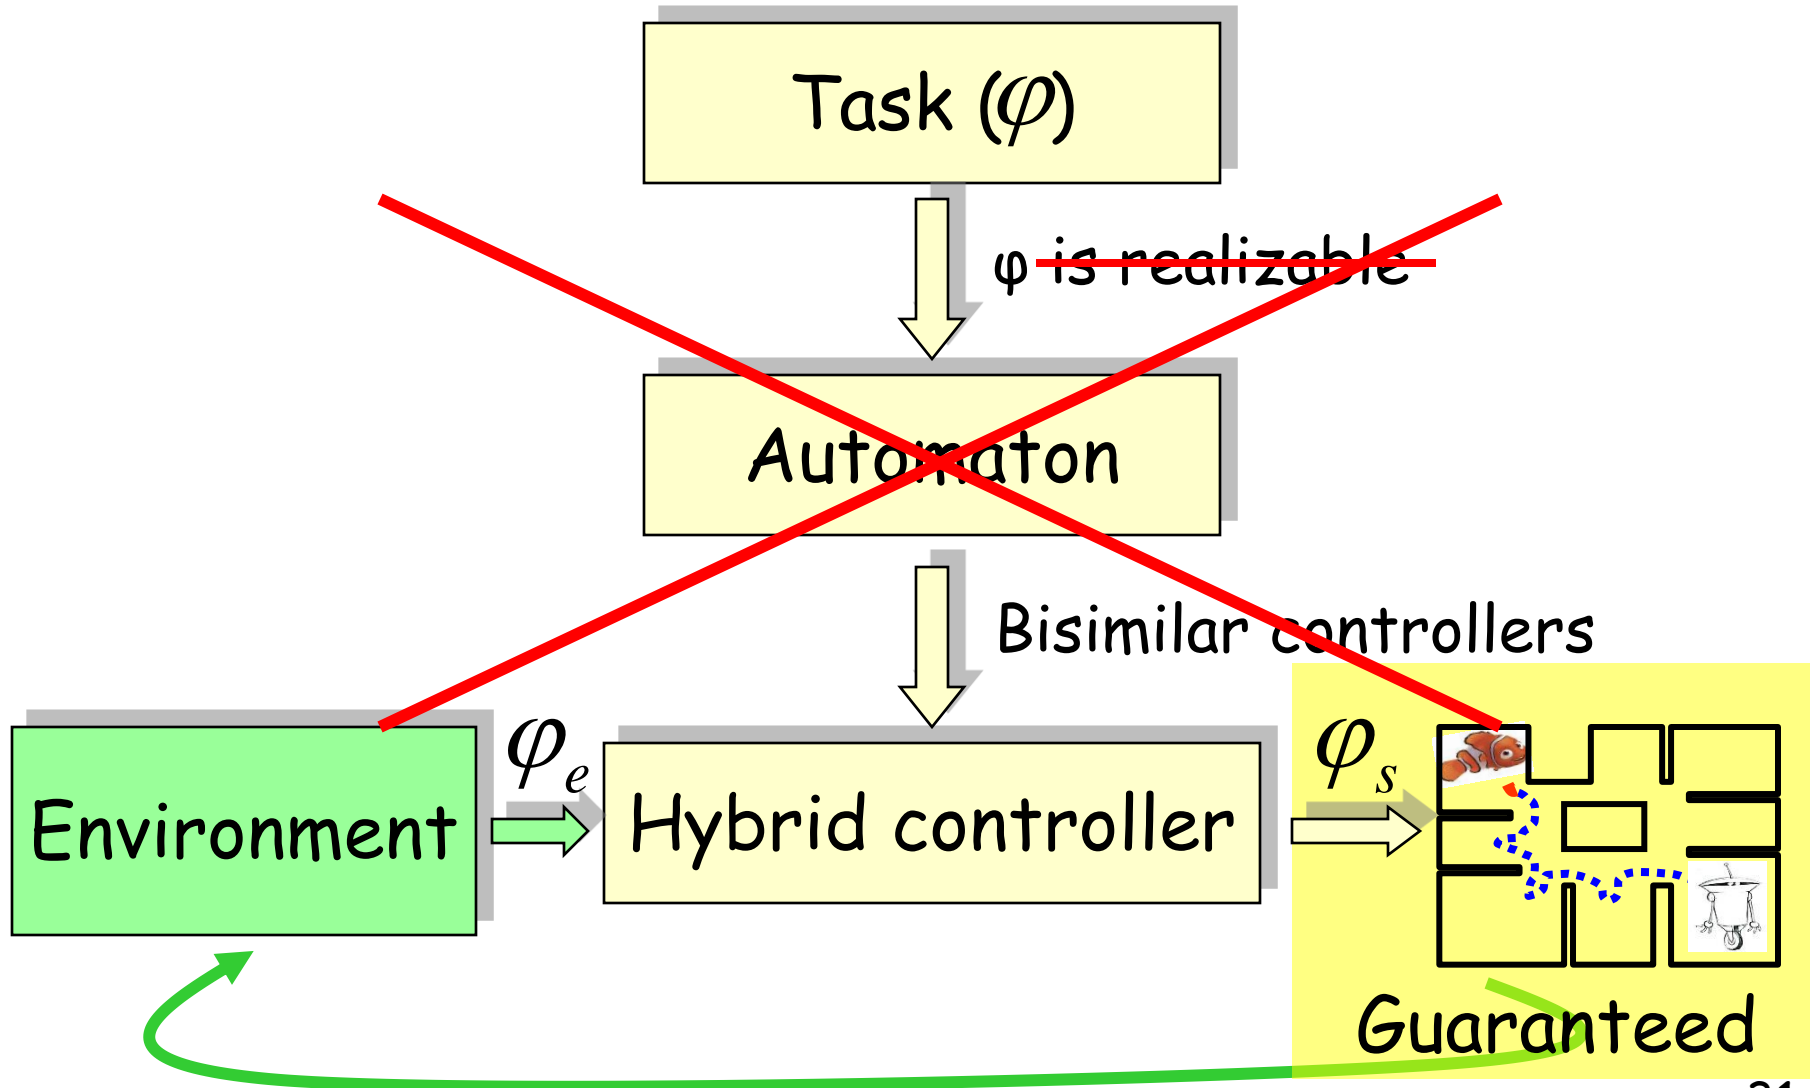 Task (φ)
φ is realizable
Automaton
Bisimilar controllers
Environment
φe
Hybrid controller
φs
Guaranteed